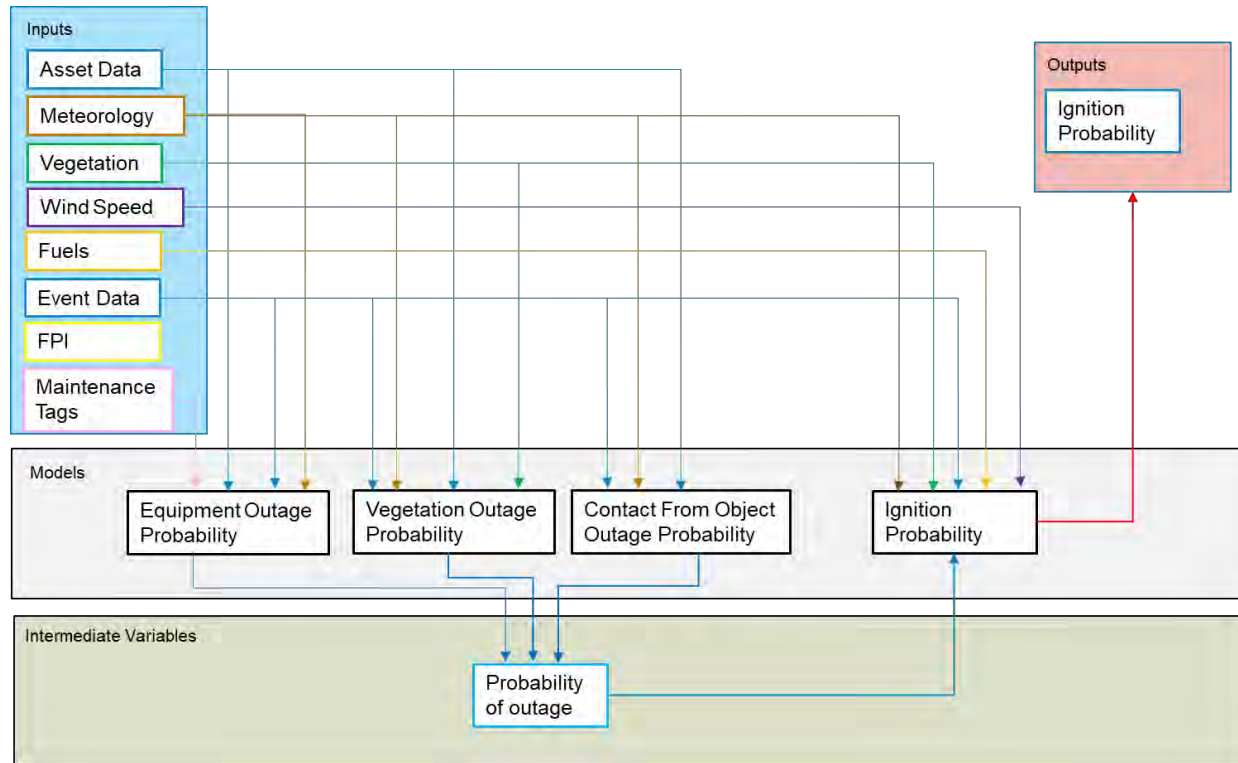 Inputs
Asset Data
Meteorology
Vegetation
Wind Speed
Fuels
Event Data
FPI
Maintenance
Tags
Outputs
Ignition
Probability
Models
Equipment Outage
Probability
Vegetation Outage
Probability
Contact From Object
Outage Probability
Ignition
Probability
Intermediate Variables
Probability
of outage